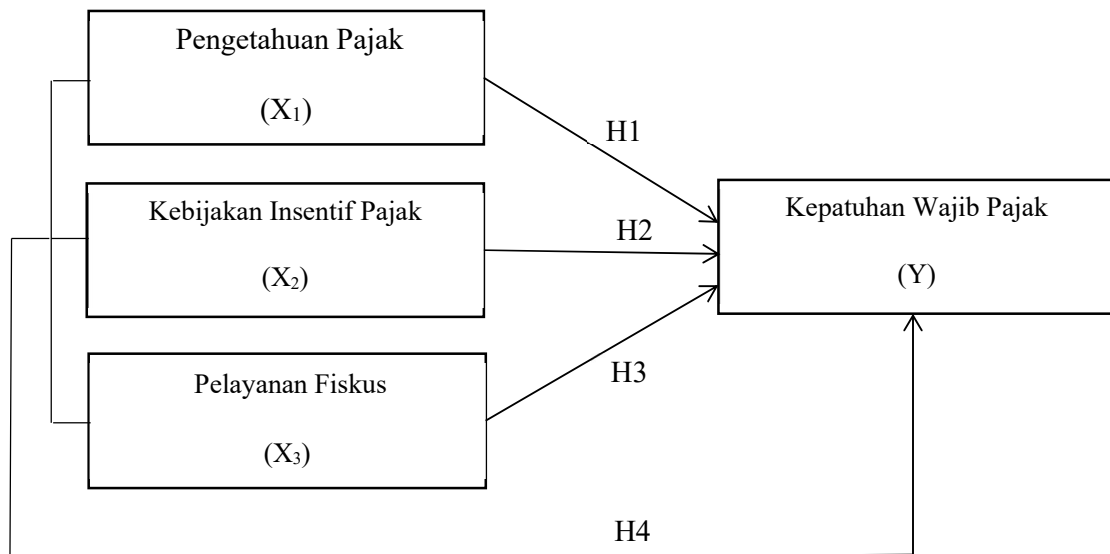 Pengetahuan Pajak
(X₁)
H1
Kebijakan Insentif Pajak
(X₂)
H2
Kepatuhan Wajib Pajak
(Y)
Pelayanan Fiskus
(X₃)
H3
H4